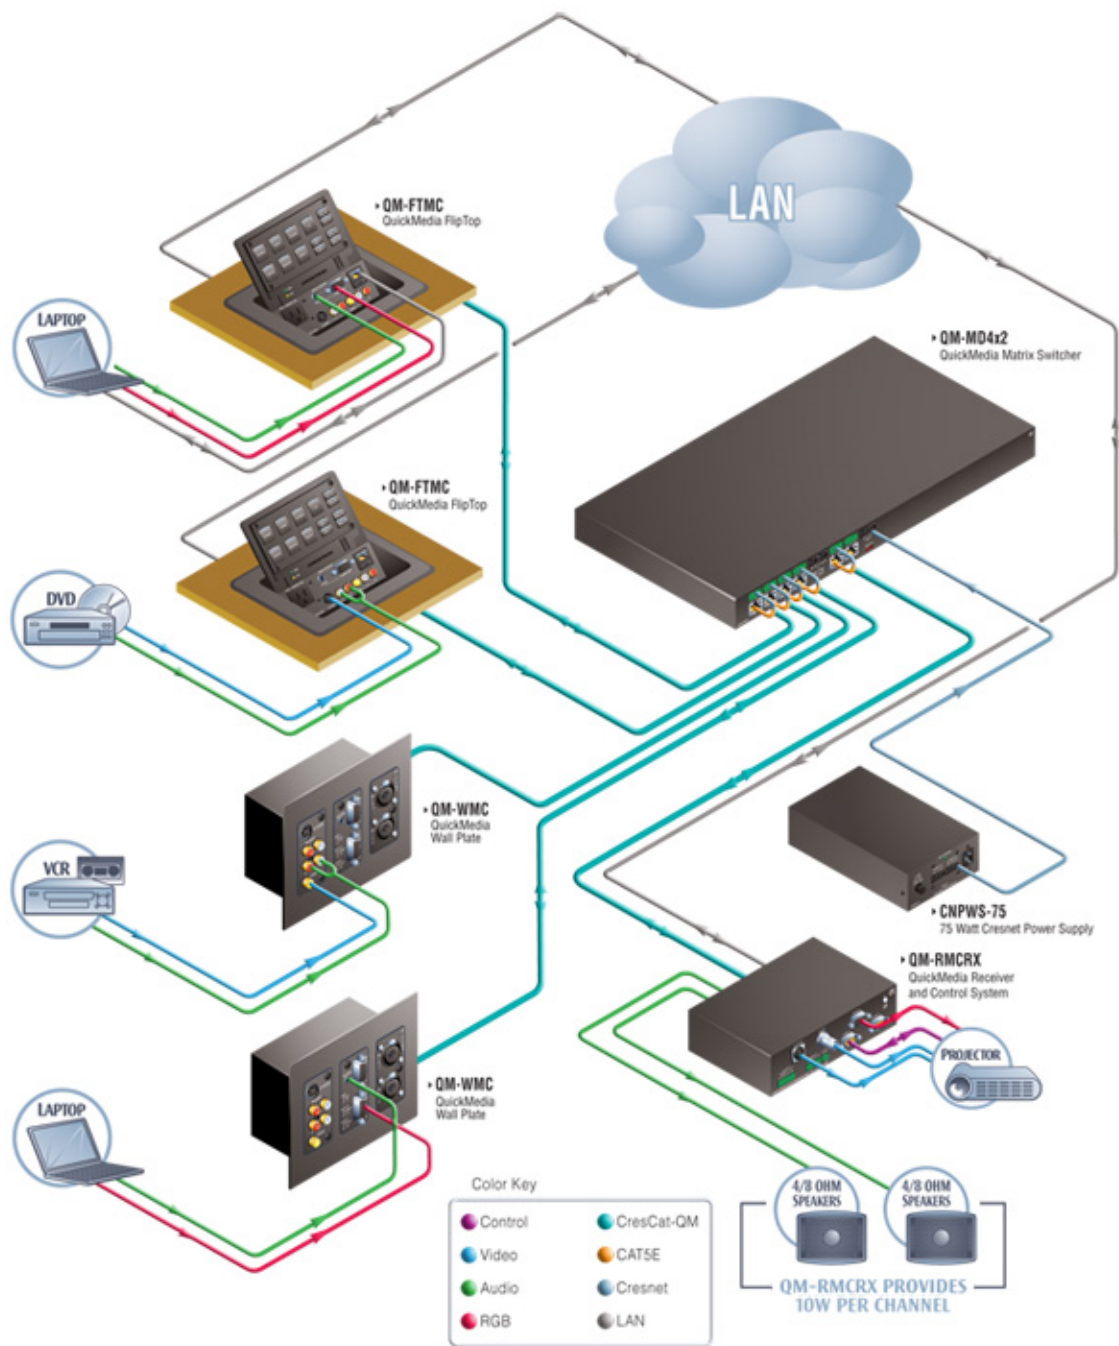 QM-FTMC
QuickMedia FlipTop
LAN
LAPTOP
QM-MD4x2
QuickMedia Matrix Switcher
QM-FTMC
QuickMedia FlipTop
DVD
QM-WMC
QuickMedia
Wall Plate
VCR
CNPWS-75
75 Watt Cresnet Power Supply
QM-RMCRX
QuickMedia Receiver
and Control System
PROJECTOR
QM-WMC
QuickMedia
Wall Plate
LAPTOP
Color Key
Control
Video
Audio
RGB
CresCat-QM
CAT5E
Cresnet
LAN
4/8 OHM
SPEAKERS
4/8 OHM
SPEAKERS
QM-RMCRX PROVIDES
10W PER CHANNEL